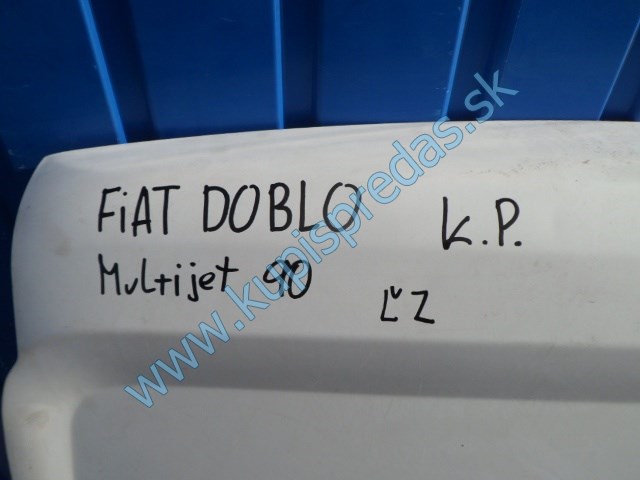 FiAT DOBLO
K.P.
Multijet 90
ĽZ
www.kupispredas.sk